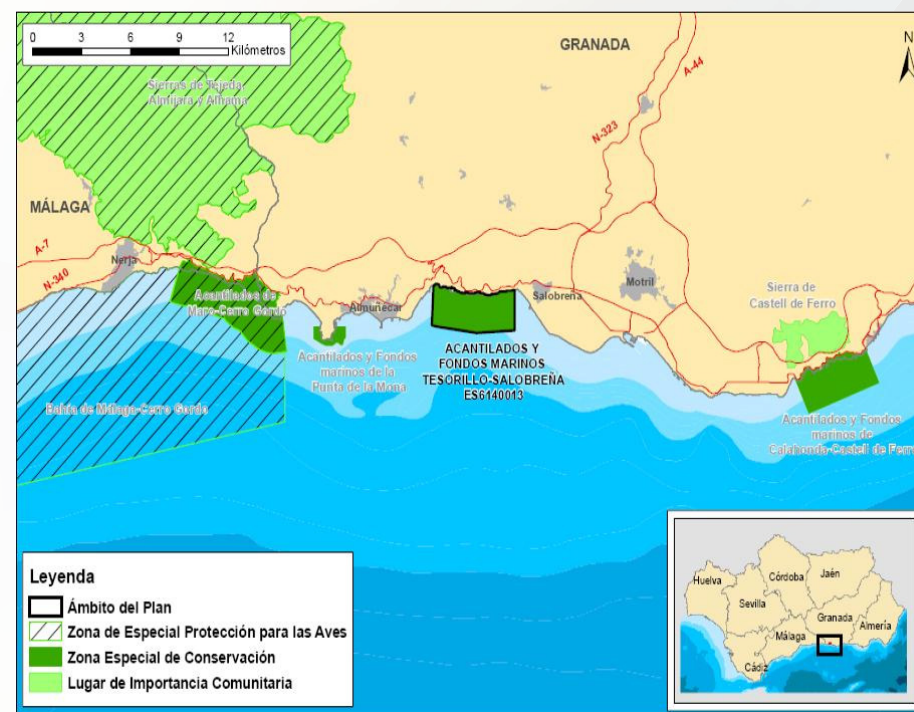 0 3 6 9 12
Kilómetros
GRANADA
N
A-44
N-323
Sierras de Tejeda,
Almijara y Alhama
MÁLAGA
A-7
Nerja
N-340
Acantilados de
Maro-Cerro Gordo
Almuñecar
Salobreña
Motril
Sierra de
Castell de Ferro
Acantilados y Fondos
marinos de la
Punta de la Mona
ACANTILADOS Y
FONDOS MARINOS
TESORILLO-SALOBREÑA
ES6140013
Bahía de Málaga-Cerro Gordo
Acantilados y Fondos
marinos de
Calahonda-Castell de Ferro
Leyenda
Ámbito del Plan
Zona de Especial Protección para las Aves
Zona Especial de Conservación
Lugar de Importancia Comunitaria
Huelva
Sevilla
Córdoba
Jaén
Granada
Almería
Málaga
Cádiz